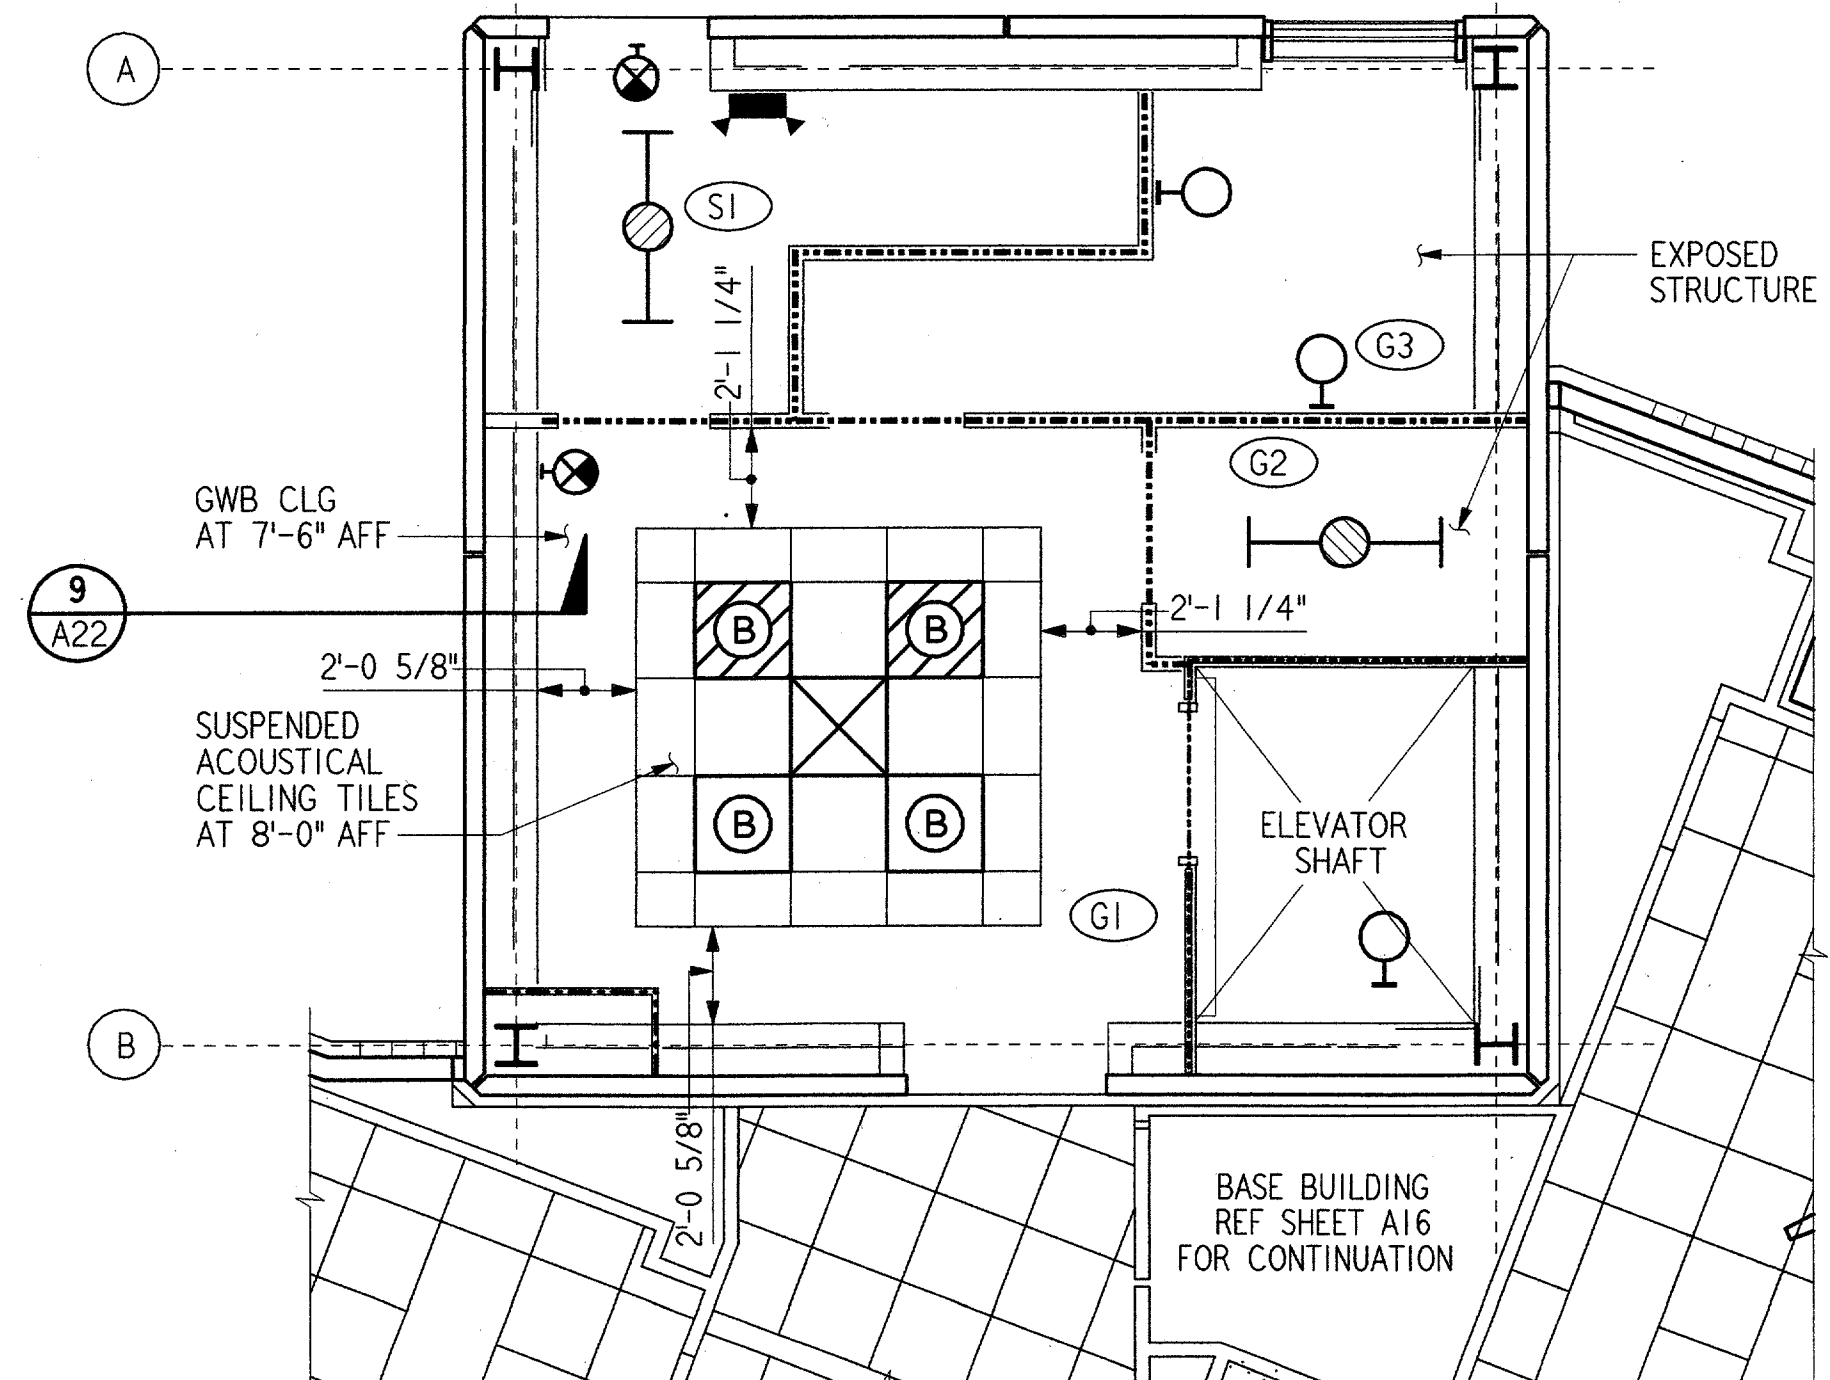 A
S1
2'-1 1/4"
EXPOSED
STRUCTURE
G3
G2
GWB CLG
AT 7'-6" AFF
9
A22
2'-1 1/4"
B
B
2'-0 5/8"
SUSPENDED
ACOUSTICAL
CEILING TILES
AT 8'-0" AFF
B
B
ELEVATOR
SHAFT
G1
B
2'-0 5/8"
BASE BUILDING
REF SHEET A16
FOR CONTINUATION